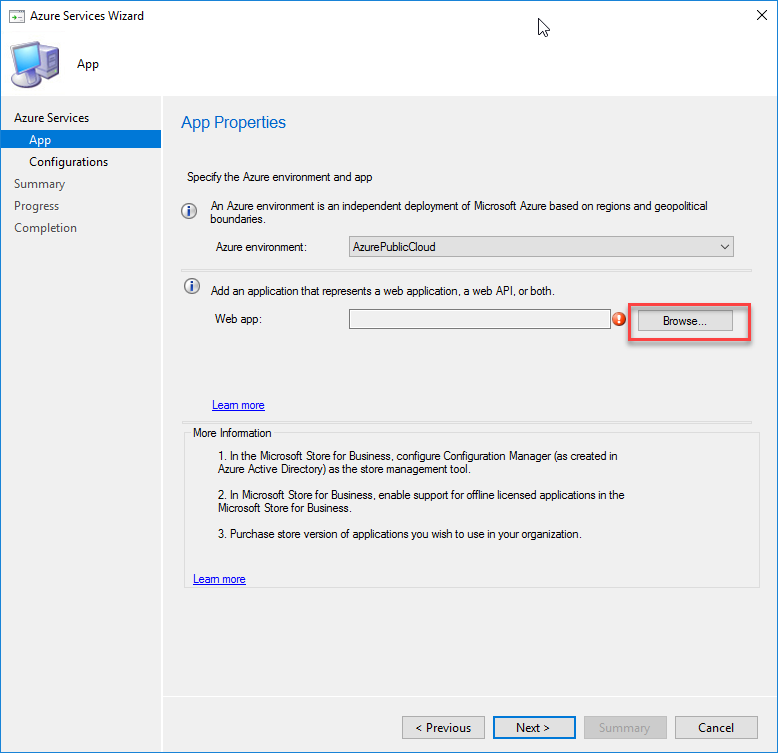 Azure Services Wizard
App
Azure Services
App
Configurations
Summary
Progress
Completion
App Properties
Specify the Azure environment and app
An Azure environment is an independent deployment of Microsoft Azure based on regions and geopolitical
boundaries.
Azure environment:
AzurePublicCloud
Add an application that represents a web application, a web API, or both.
Web app:
Browse...
Learn more
More Information
1. In the Microsoft Store for Business, configure Configuration Manager (as created in
Azure Active Directory) as the store management tool.
2. In Microsoft Store for Business, enable support for offline licensed applications in the
Microsoft Store for Business.
3. Purchase store version of applications you wish to use in your organization.
Learn more
< Previous
Next >
Summary
Cancel